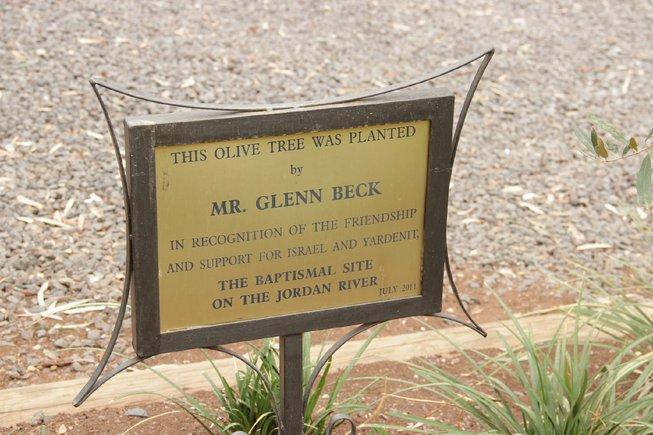 THIS OLIVE TREE WAS PLANTED
by
MR. GLENN BECK
IN RECOGNITION OF THE FRIENDSHIP
AND SUPPORT FOR ISRAEL AND YARDENIT,
THE BAPTISMAL SITE
ON THE JORDAN RIVER
JULY 2011